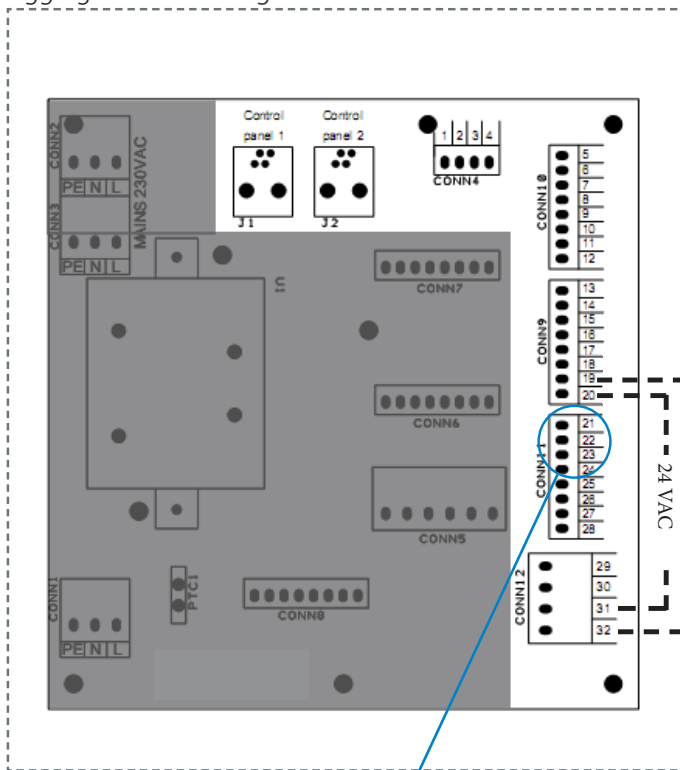 Control
panel 1
Control
panel 2
J1
J2
1 2 3 4
CONN4
CONN2
PE N L
MAINS 230VAC
CONN3
PE N L
U1
CONN7
CONN6
CONN5
CONN8
PTC1
CONN1
PE N L
CONN10
5
6
7
8
9
10
11
12
CONN9
13
14
15
16
17
18
19
20
CONN11
21
22
23
24
25
26
27
28
24 VAC
CONN12
29
30
31
32